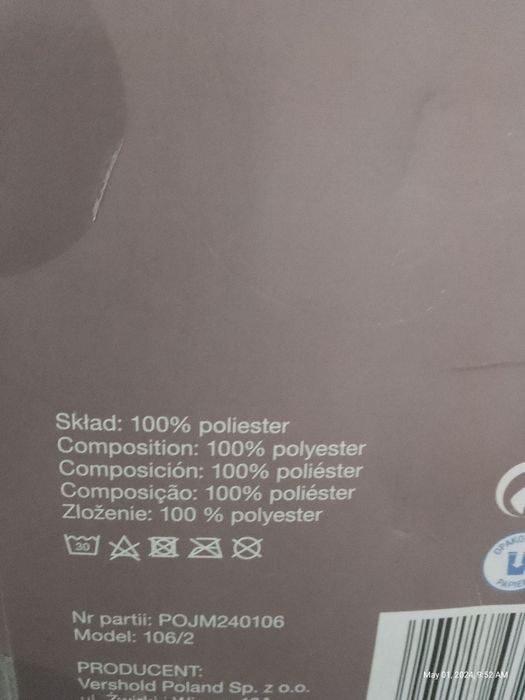 Skład: 100% poliester
Composition: 100% polyester
Composición: 100% poliéster
Composição: 100% poliéster
Zloženie: 100 % polyester
30
Nr partii: POJM240106
Model: 106/2
PRODUCENT:
Vershold Poland Sp. z o.o.
May 01, 2024, 9:52 AM